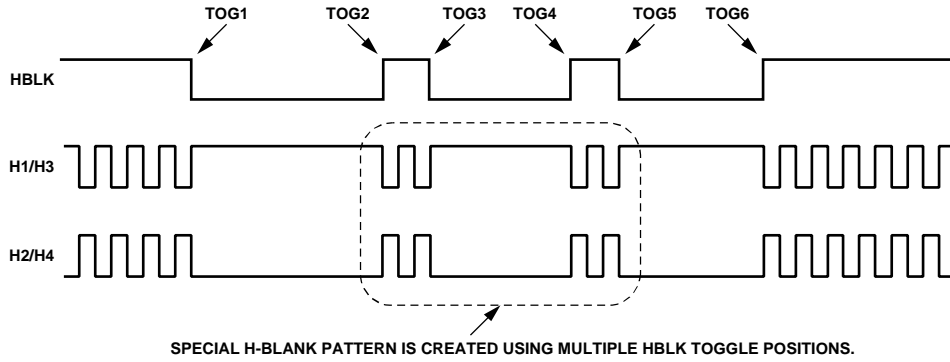 TOG1 TOG2 TOG3 TOG4 TOG5 TOG6
HBLK
H1/H3
H2/H4
SPECIAL H-BLANK PATTERN IS CREATED USING MULTIPLE HBLK TOGGLE POSITIONS.